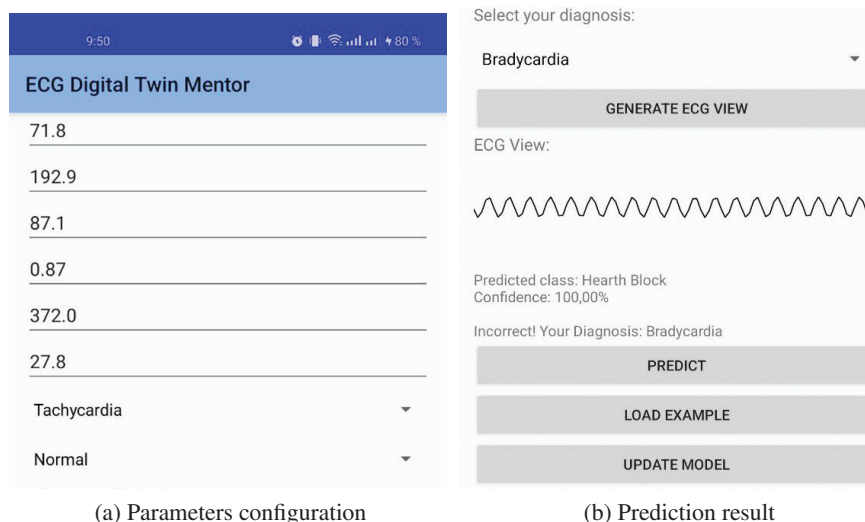 9:50
80 %
ECG Digital Twin Mentor
71.8
192.9
87.1
0.87
372.0
27.8
Tachycardia
Normal
(a) Parameters configuration
Select your diagnosis:
Bradycardia
GENERATE ECG VIEW
ECG View:
Predicted class: Hearth Block
Confidence: 100,00%
Incorrect! Your Diagnosis: Bradycardia
PREDICT
LOAD EXAMPLE
UPDATE MODEL
(b) Prediction result